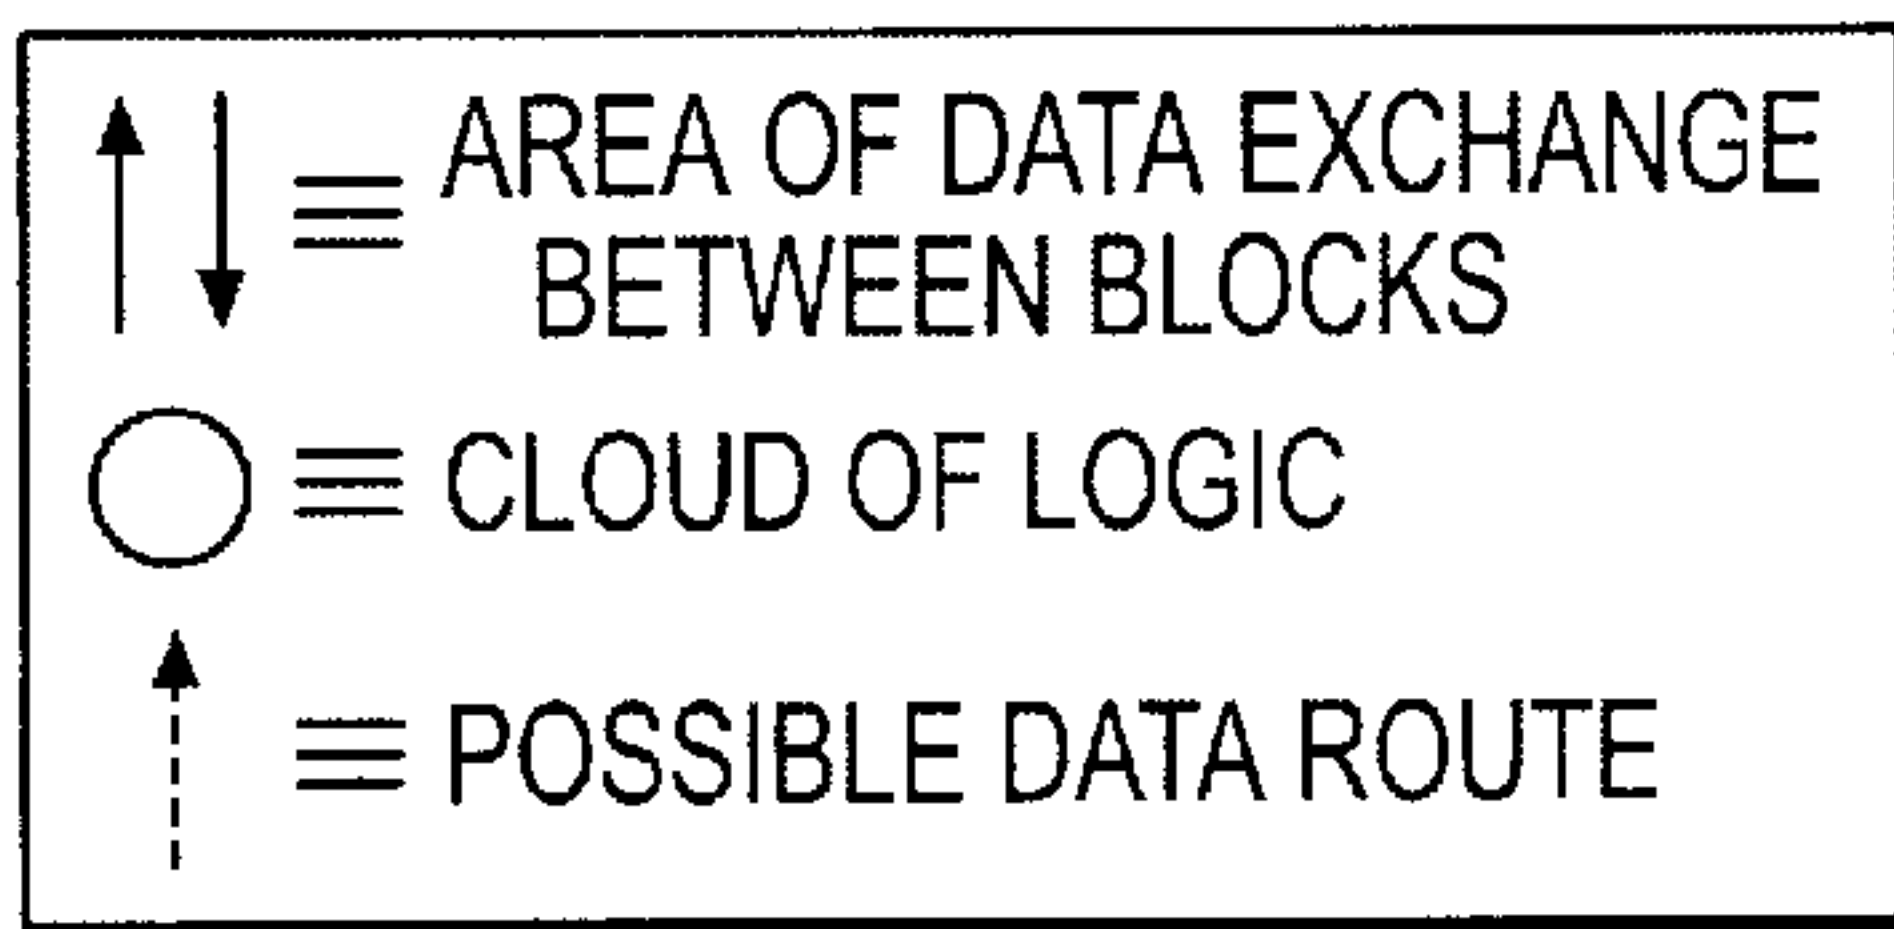 ≡ AREA OF DATA EXCHANGE
BETWEEN BLOCKS
≡ CLOUD OF LOGIC
≡ POSSIBLE DATA ROUTE